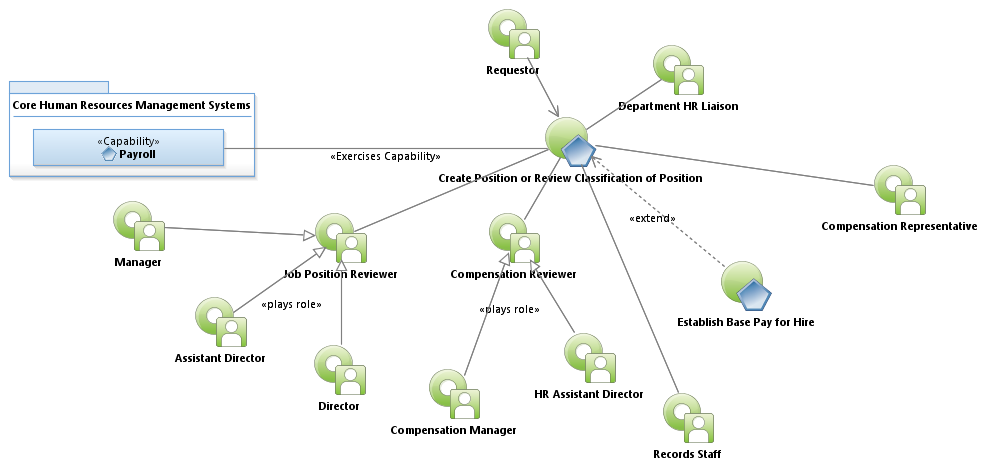 Requestor
Department HR Liaison
Core Human Resources Management Systems
«Capability»
Payroll
«Exercises Capability»
Create Position or Review Classification of Position
«extend»
Compensation Representative
Manager
Job Position Reviewer
Compensation Reviewer
«plays role»
«plays role»
Establish Base Pay for Hire
Assistant Director
Director
HR Assistant Director
Compensation Manager
Records Staff